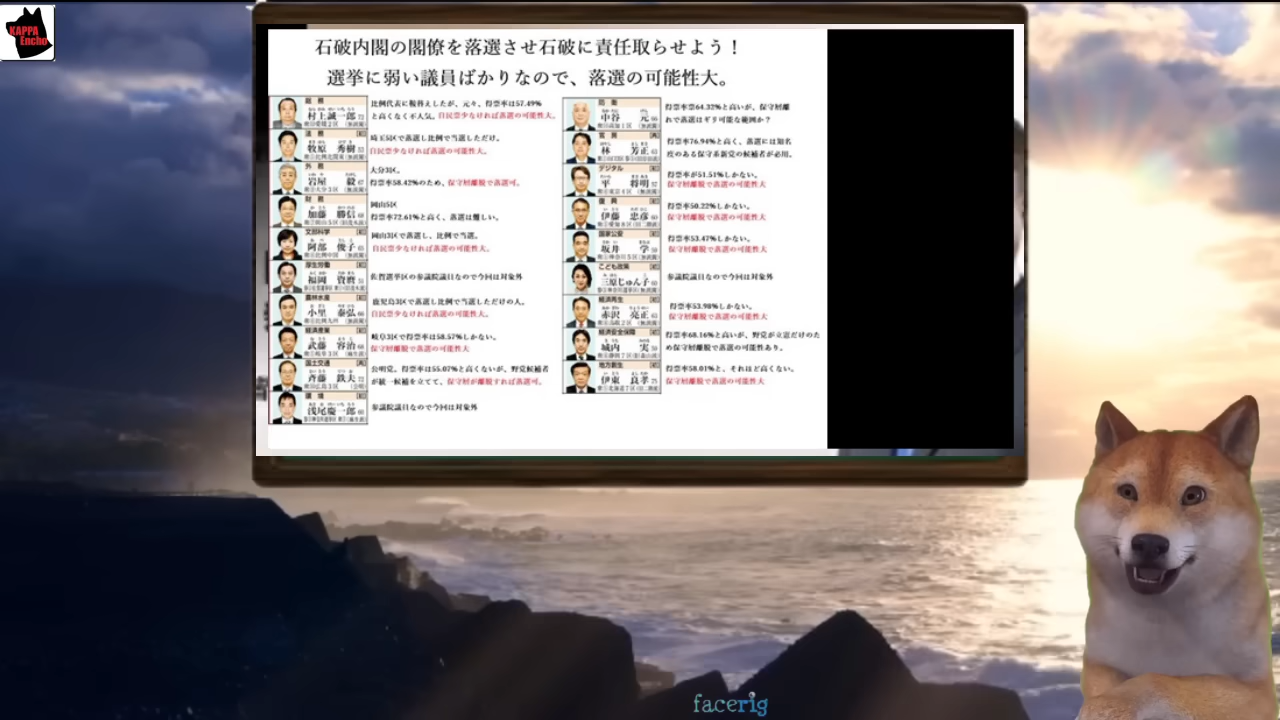 KAPPA
Encho
石破内閣の閣僚を落選させ石破に責任取らせよう！
選挙に弱い議員ばかりなので、落選の可能性大。
総務
村上誠一郎 72
比例代表に鞍替えしたが、元々、得票率は57.49%
と高くなく不人気。自民票少なければ落選の可能性大。
法務
牧原 秀樹 53
埼玉5区で落選し比例で当選しただけ。
自民票少なければ落選の可能性大。
外務
岩屋 毅 67
大分3区。
得票率58.42%のため、保守層離脱で落選可。
財務
加藤 勝信 68
岡山5区
得票率72.61%と高く、落選は難しい。
文部科学
阿部 俊子 65
岡山3区で落選し、比例で当選。
自民票少なければ落選の可能性大。
厚生労働
福岡 資麿 51
佐賀選挙区の参議院議員なので今回は対象外
農林水産
小里 泰弘 66
鹿児島3区で落選し比例で当選しただけの人。
自民票少なければ落選の可能性大。
経済産業
武藤 容治 68
岐阜3区で得票率は58.57%しかない。
保守層離脱で落選の可能性大
国土交通
斉藤 鉄夫 72
公明党。得票率は55.07%と高くないが、野党候補者
が統一候補を立てて、保守層が離脱すれば落選可。
環境
浅尾慶一郎 60
参議院議員なので今回は対象外
防衛
中谷 元 66
得票率票64.32%と高いが、保守層離
れで落選はギリ可能な範囲か？
官房
林 芳正 63
得票率76.94%と高く、落選には知名
度のある保守系新党の候補者が必用。
デジタル
平 将明 57
得票率が51.51%しかない。
保守層離脱で落選の可能性大
復興
伊藤 忠彦 60
得票率50.22%しかない。
保守層離脱で落選の可能性大
国家公安
坂井 学 59
得票率53.47%しかない。
保守層離脱で落選の可能性大
こども政策
三原じゅん子 60
参議院議員なので今回は対象外
経済再生
赤沢 亮正 63
得票率53.98%しかない。
保守層離脱で落選の可能性大
経済安全保障
城内 実 59
得票率68.16%と高いが、野党が立憲だけのた
め保守層離脱で落選の可能性あり。
地方創生
伊東 良孝 75
得票率58.01%と、それほど高くない。
保守層離脱で落選の可能性大
facerig